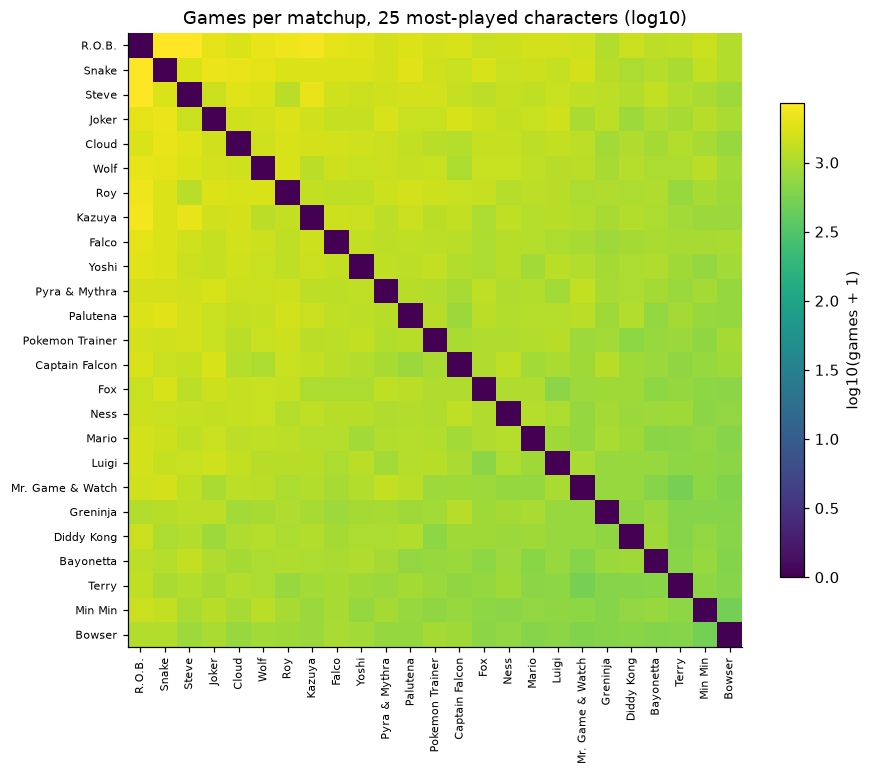 Games per matchup, 25 most-played characters (log10)
R.O.B.
Snake
Steve
Joker
Cloud
Wolf
Roy
Kazuya
Falco
Yoshi
Pyra & Mythra
Palutena
Pokemon Trainer
Captain Falcon
Fox
Ness
Mario
Luigi
Mr. Game & Watch
Greninja
Diddy Kong
Bayonetta
Terry
Min Min
Bowser
R.O.B.
Snake
Steve
Joker
Cloud
Wolf
Roy
Kazuya
Falco
Yoshi
Pyra & Mythra
Palutena
Pokemon Trainer
Captain Falcon
Fox
Ness
Mario
Luigi
Mr. Game & Watch
Greninja
Diddy Kong
Bayonetta
Terry
Min Min
Bowser
3.0
2.5
2.0
1.5
1.0
0.5
0.0
log10(games + 1)